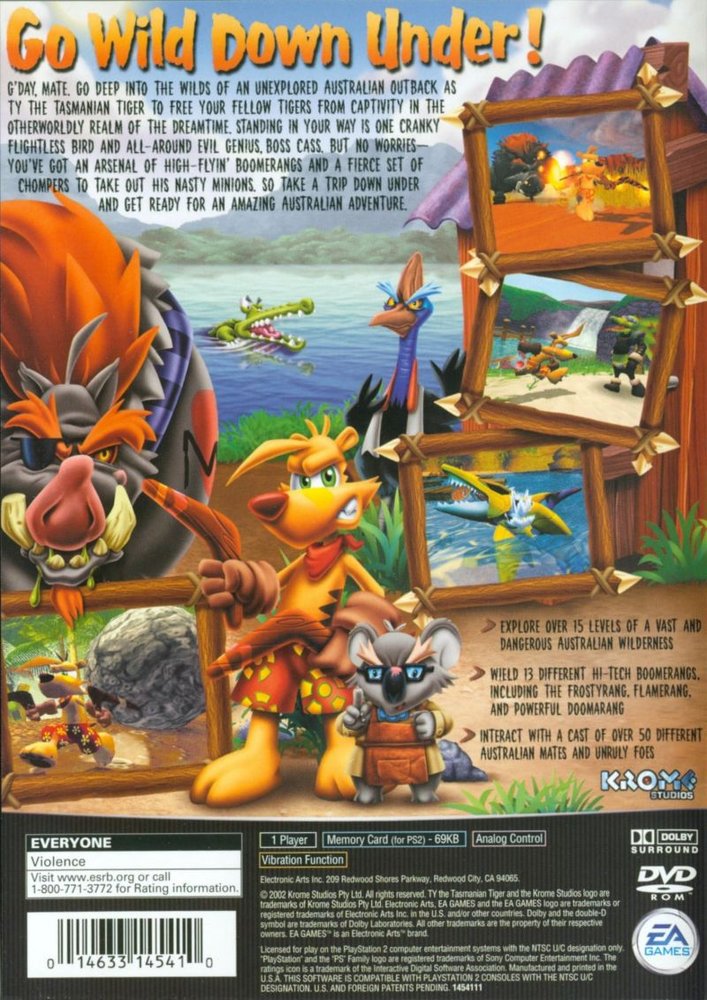 Go Wild Down Under!
G'DAY, MATE. GO DEEP INTO THE WILDS OF AN UNEXPLORED AUSTRALIAN OUTBACK AS
TY THE TASMANIAN TIGER TO FREE YOUR FELLOW TIGERS FROM CAPTIVITY IN THE
OTHERWORLDLY REALM OF THE DREAMTIME. STANDING IN YOUR WAY IS ONE CRANKY
FLIGHTLESS BIRD AND ALL-AROUND EVIL GENIUS, BOSS CASS. BUT NO WORRIES—
YOU'VE GOT AN ARSENAL OF HIGH-FLYIN' BOOMERANGS AND A FIERCE SET OF
CHOMPERS TO TAKE OUT HIS NASTY MINIONS. SO TAKE A TRIP DOWN UNDER
AND GET READY FOR AN AMAZING AUSTRALIAN ADVENTURE.
EXPLORE OVER 15 LEVELS OF A VAST AND
DANGEROUS AUSTRALIAN WILDERNESS
WIELD 13 DIFFERENT HI-TECH BOOMERANGS,
INCLUDING THE FROSTYRANG, FLAMERANG,
AND POWERFUL DOOMARANG
INTERACT WITH A CAST OF OVER 50 DIFFERENT
AUSTRALIAN MATES AND UNRULY FOES
KROME
STUDIOS
EVERYONE
Violence
Visit www.esrb.org or call
1-800-771-3772 for Rating information.
1 Player
Memory Card (for PS2) - 69KB
Analog Control
Vibration Function
Electronic Arts Inc. 209 Redwood Shores Parkway, Redwood City, CA 94065.
© 2002 Krome Studios Pty Ltd. All rights reserved. TY the Tasmanian Tiger and the Krome Studios logo are
trademarks of Krome Studios Pty Ltd. Electronic Arts, EA GAMES and the EA GAMES logo are trademarks or
registered trademarks of Electronic Arts Inc. in the U.S. and/or other countries. Dolby and the double-D
symbol are trademarks of Dolby Laboratories. All other trademarks are the property of their respective
owners. EA GAMES™ is an Electronic Arts™ brand.
Licensed for play on the PlayStation 2 computer entertainment systems with the NTSC U/C designation only.
"PlayStation" and the "PS" Family logo are registered trademarks of Sony Computer Entertainment Inc. The
ratings icon is a trademark of the Interactive Digital Software Association. Manufactured and printed in the
U.S.A. THIS SOFTWARE IS COMPATIBLE WITH PLAYSTATION 2 CONSOLES WITH THE NTSC U/C
DESIGNATION. U.S. AND FOREIGN PATENTS PENDING. 1454111
DOLBY
SURROUND
DVD
ROM
EA
GAMES
0 14633 14541 0